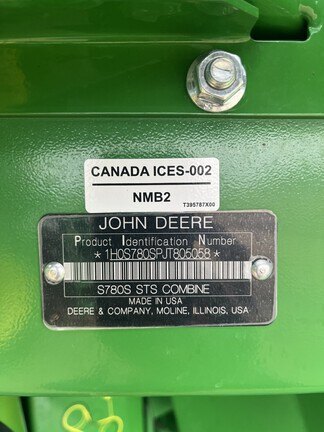 CANADA ICES-002
NMB2
T395787X00
JOHN DEERE
Product Identification Number
*1H0S780SPJT805058*
S780S STS COMBINE
MADE IN USA
DEERE & COMPANY, MOLINE, ILLINOIS, USA